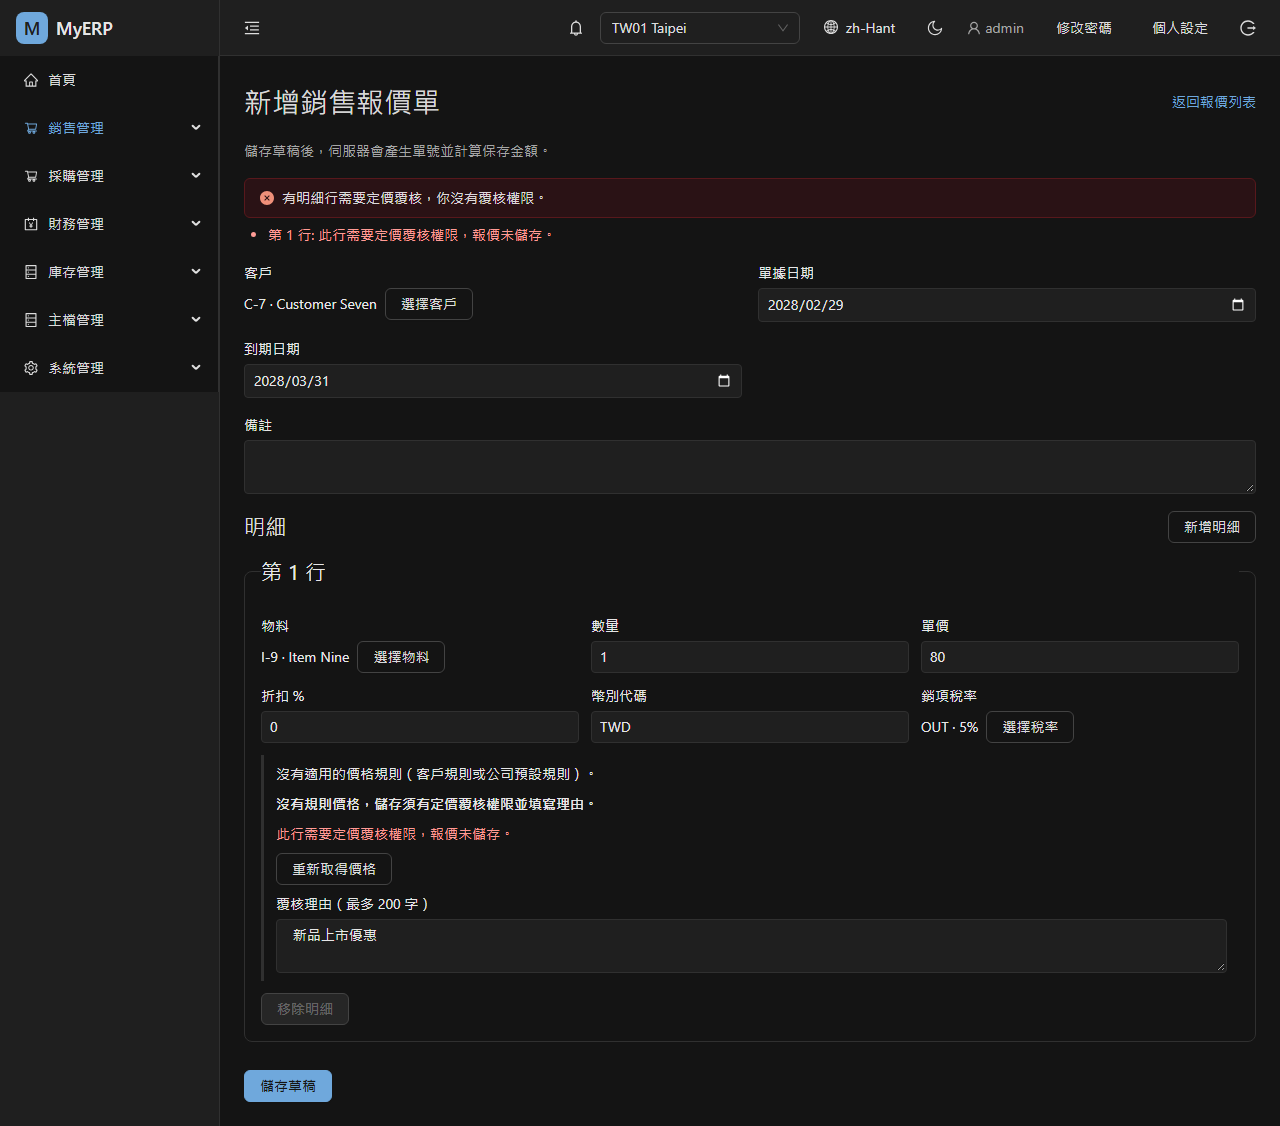 M MyERP
TW01 Taipei
zh-Hant
admin
修改密碼
個人設定
首頁
銷售管理
採購管理
財務管理
庫存管理
主檔管理
系統管理
新增銷售報價單
返回報價列表
儲存草稿後，伺服器會產生單號並計算保存金額。
有明細行需要定價覆核，你沒有覆核權限。
第 1 行: 此行需要定價覆核權限，報價未儲存。
客戶
單據日期
C-7 · Customer Seven
選擇客戶
2028/02/29
到期日期
2028/03/31
備註
明細
新增明細
第 1 行
物料
數量
單價
I-9 · Item Nine
選擇物料
1
80
折扣 %
幣別代碼
銷項稅率
0
TWD
OUT · 5%
選擇稅率
沒有適用的價格規則（客戶規則或公司預設規則）。
沒有規則價格，儲存須有定價覆核權限並填寫理由。
此行需要定價覆核權限，報價未儲存。
重新取得價格
覆核理由（最多 200 字）
新品上市優惠
移除明細
儲存草稿